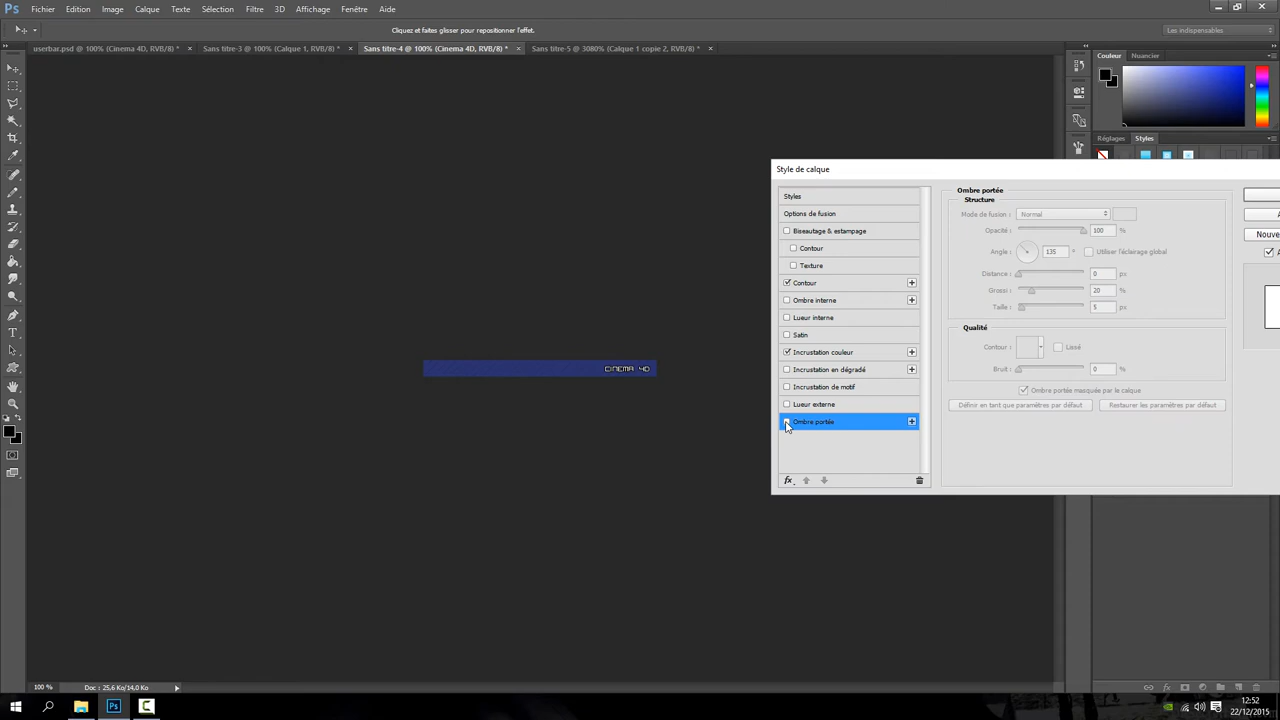 Ps Fichier Edition Image Calque Texte Sélection Filtre 3D Affichage Fenêtre Aide
Cliquez et faites glisser pour repositionner l'effet.
Les indispensables
userbar.psd @ 100% (Cinema 4D, RVB/8) * × Sans titre-3 @ 100% (Calque 1, RVB/8) * × Sans titre-4 @ 100% (Cinema 4D, RVB/8) * × Sans titre-5 @ 3080% (Calque 1 copie 2, RVB/8) * ×
Couleur Nuancier
Réglages Styles
Style de calque
Styles
Options de fusion
Biseautage & estampage
Contour
Texture
Contour
Ombre interne
Lueur interne
Satin
Incrustation couleur
Incrustation en dégradé
Incrustation de motif
Lueur externe
Ombre portée
fx
Ombre portée
Structure
Mode de fusion : Normal
Opacité : 100 %
Angle : 135 ° Utiliser l'éclairage global
Distance : 0 px
Grossi : 20 %
Taille : 5 px
Qualité
Contour : Lissé
Bruit : 0 %
Ombre portée masquée par le calque
Définir en tant que paramètres par défaut Restaurer les paramètres par défaut
A
Nouve
A
CINEMA 4D
100 % Doc : 25,6 Ko/14,0 Ko
Ps C
12:52
22/12/2015